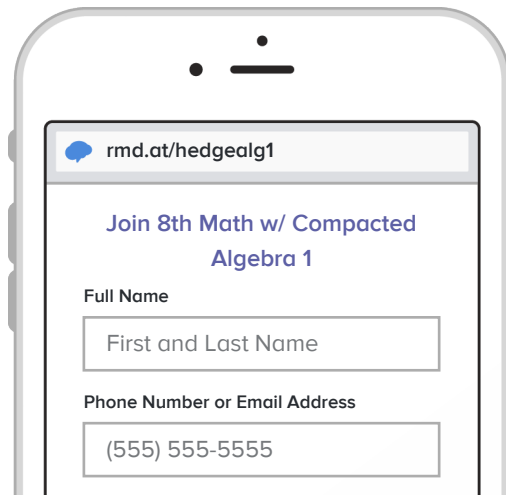 rmd.at/hedgealg1
Join 8th Math w/ Compacted
Algebra 1
Full Name
First and Last Name
Phone Number or Email Address
(555) 555-5555